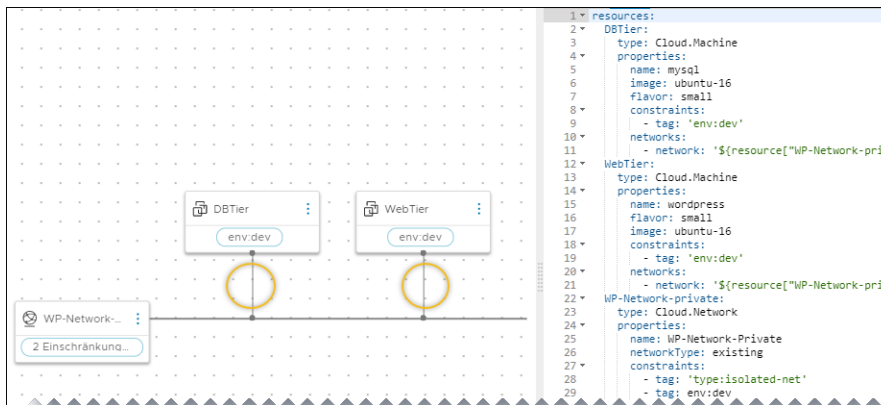 DBTier
env:dev
WebTier
env:dev
WP-Network-...
2 Einschränkung...
1 resources:
2 DBTier:
3 type: Cloud.Machine
4 properties:
5 name: mysql
6 image: ubuntu-16
7 flavor: small
8 constraints:
9 - tag: 'env:dev'
10 networks:
11 - network: '${resource["WP-Network-pri
12 WebTier:
13 type: Cloud.Machine
14 properties:
15 name: wordpress
16 flavor: small
17 image: ubuntu-16
18 constraints:
19 - tag: 'env:dev'
20 networks:
21 - network: '${resource["WP-Network-pri
22 WP-Network-private:
23 type: Cloud.Network
24 properties:
25 name: WP-Network-Private
26 networkType: existing
27 constraints:
28 - tag: 'type:isolated-net'
29 - tag: env:dev